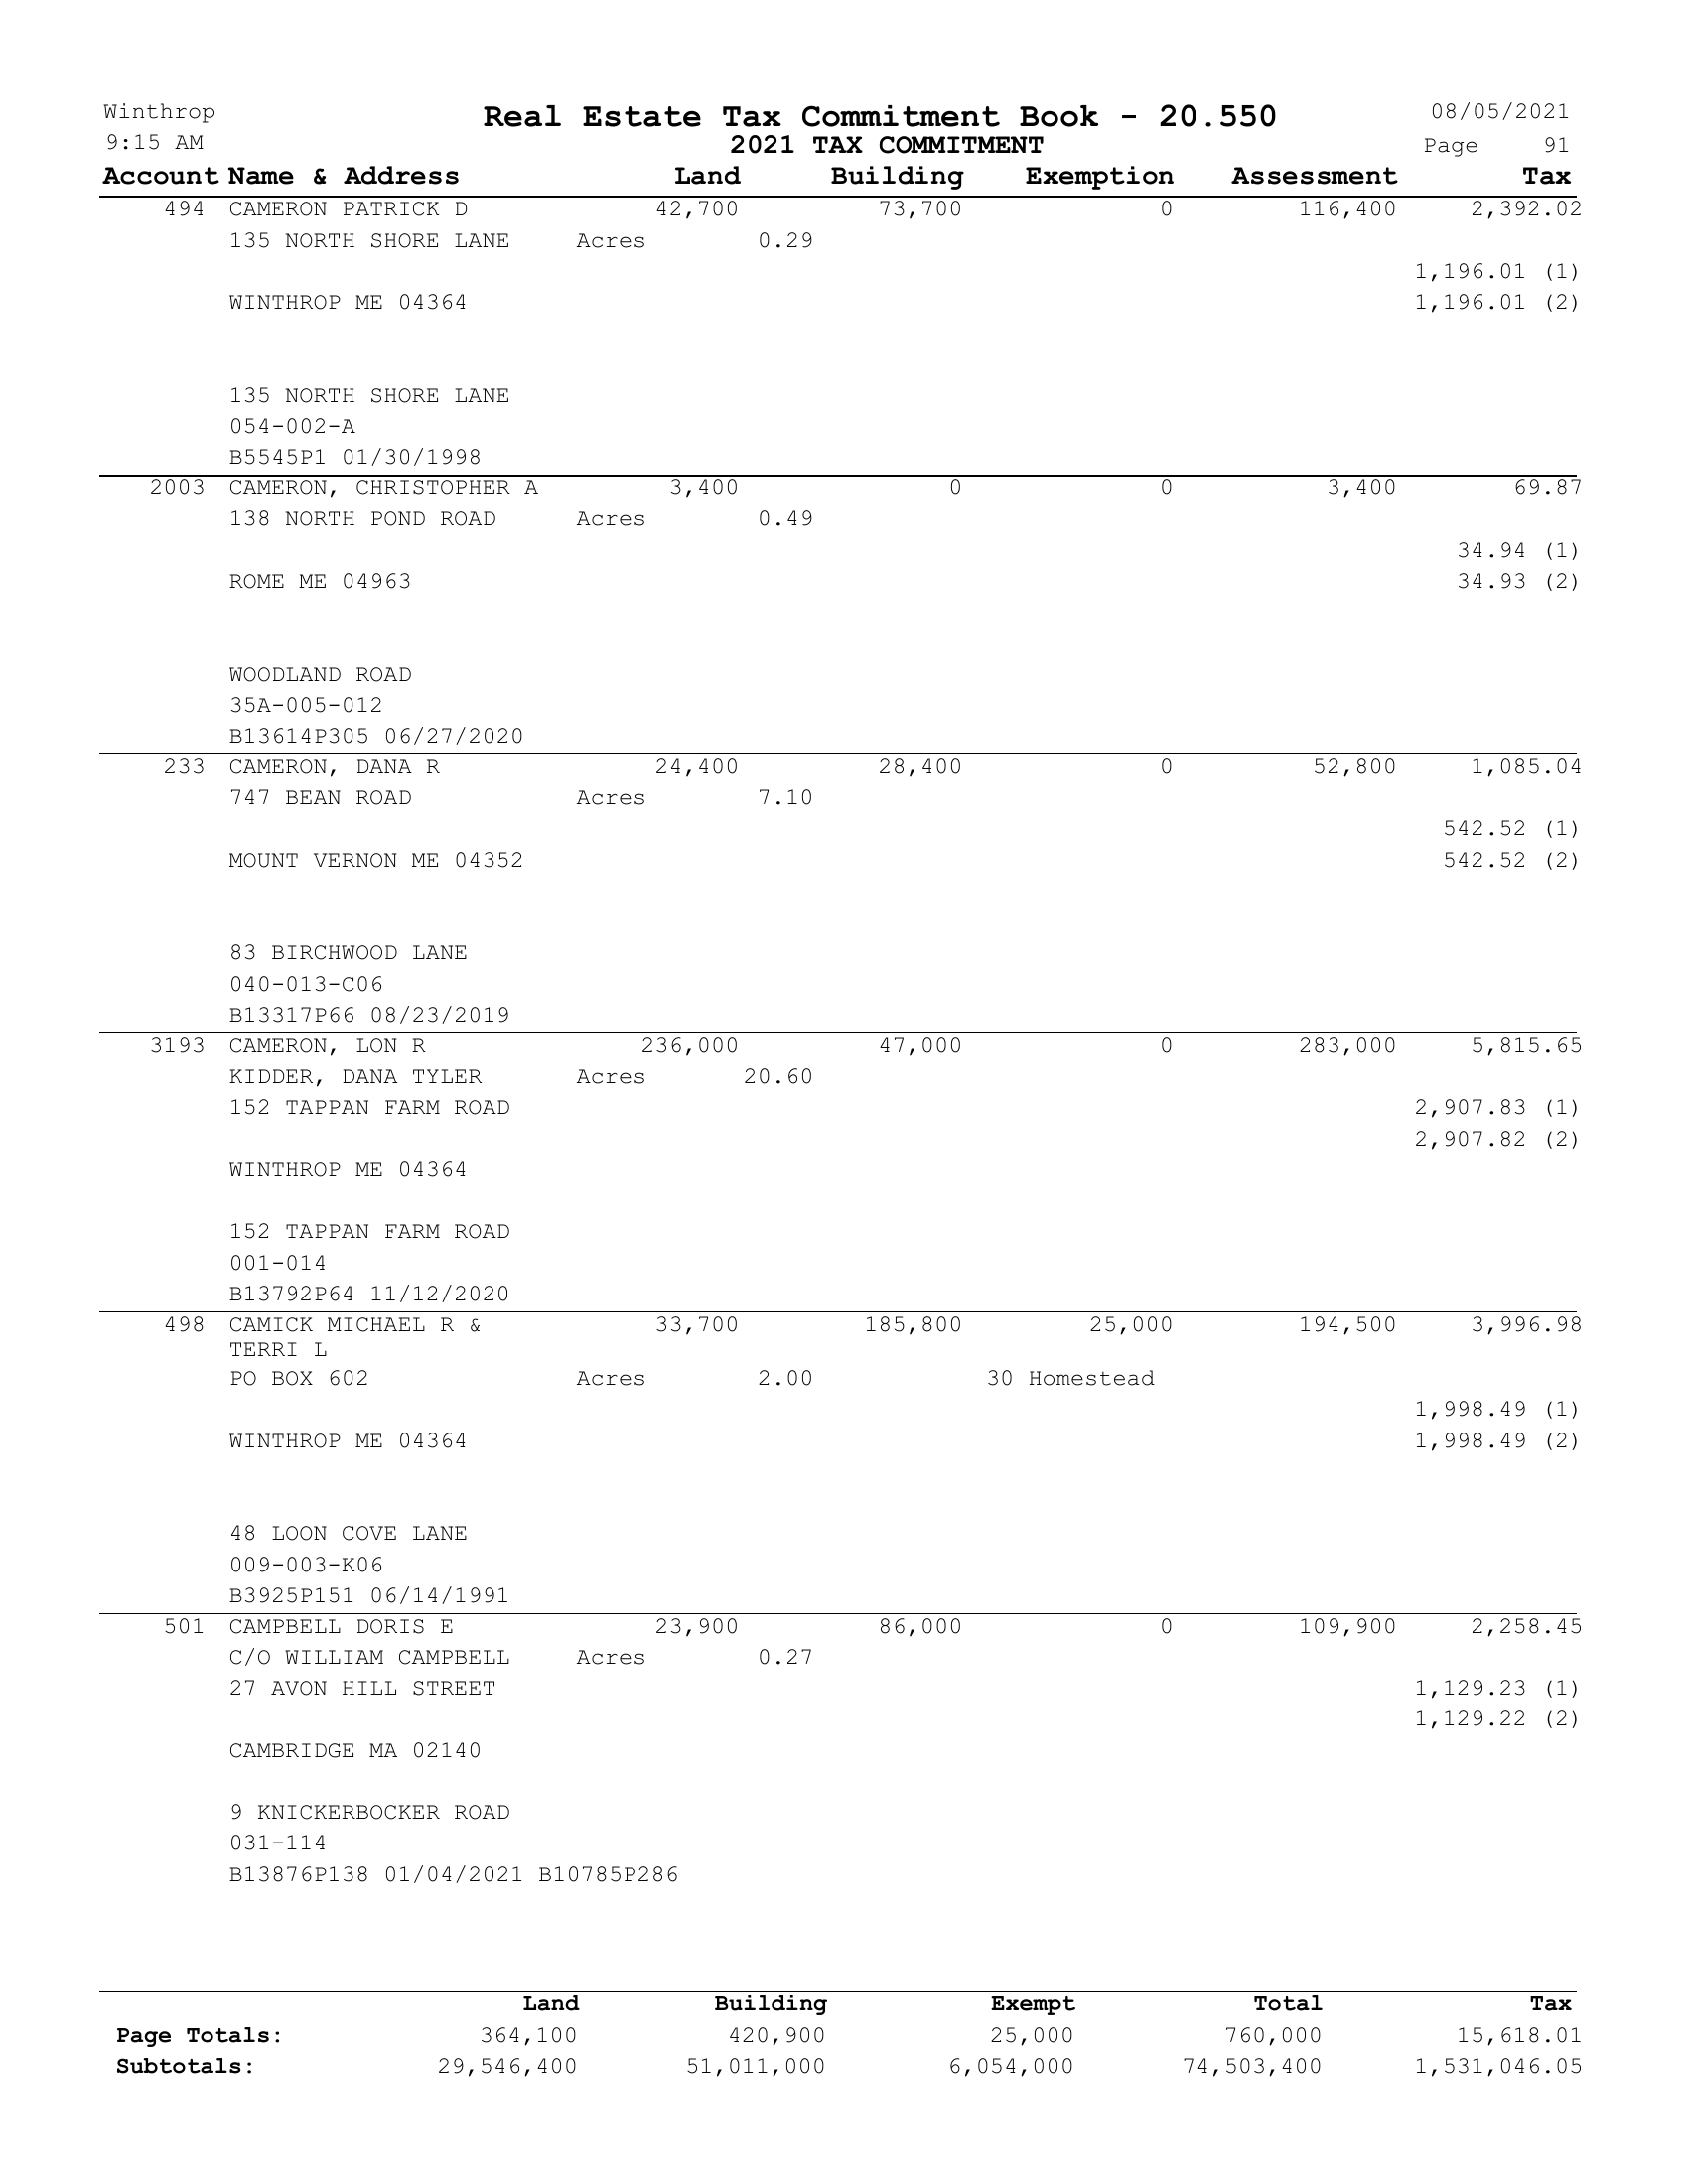 Winthrop Real Estate Tax Commitment Book - 20.550 08/05/2021
9:15 AM 2021 TAX COMMITMENT Page 91
Account Name & Address Land Building Exemption Assessment Tax
494 CAMERON PATRICK D 42,700 73,700 0 116,400 2,392.02
135 NORTH SHORE LANE Acres 0.29
1,196.01 (1)
WINTHROP ME 04364 1,196.01 (2)
135 NORTH SHORE LANE
054-002-A
B5545P1 01/30/1998
2003 CAMERON, CHRISTOPHER A 3,400 0 0 3,400 69.87
138 NORTH POND ROAD Acres 0.49
34.94 (1)
ROME ME 04963 34.93 (2)
WOODLAND ROAD
35A-005-012
B13614P305 06/27/2020
233 CAMERON, DANA R 24,400 28,400 0 52,800 1,085.04
747 BEAN ROAD Acres 7.10
542.52 (1)
MOUNT VERNON ME 04352 542.52 (2)
83 BIRCHWOOD LANE
040-013-C06
B13317P66 08/23/2019
3193 CAMERON, LON R 236,000 47,000 0 283,000 5,815.65
KIDDER, DANA TYLER Acres 20.60
152 TAPPAN FARM ROAD 2,907.83 (1)
2,907.82 (2)
WINTHROP ME 04364
152 TAPPAN FARM ROAD
001-014
B13792P64 11/12/2020
498 CAMICK MICHAEL R & 33,700 185,800 25,000 194,500 3,996.98
TERRI L
PO BOX 602 Acres 2.00 30 Homestead
1,998.49 (1)
WINTHROP ME 04364 1,998.49 (2)
48 LOON COVE LANE
009-003-K06
B3925P151 06/14/1991
501 CAMPBELL DORIS E 23,900 86,000 0 109,900 2,258.45
C/O WILLIAM CAMPBELL Acres 0.27
27 AVON HILL STREET 1,129.23 (1)
1,129.22 (2)
CAMBRIDGE MA 02140
9 KNICKERBOCKER ROAD
031-114
B13876P138 01/04/2021 B10785P286
Land Building Exempt Total Tax
Page Totals: 364,100 420,900 25,000 760,000 15,618.01
Subtotals: 29,546,400 51,011,000 6,054,000 74,503,400 1,531,046.05